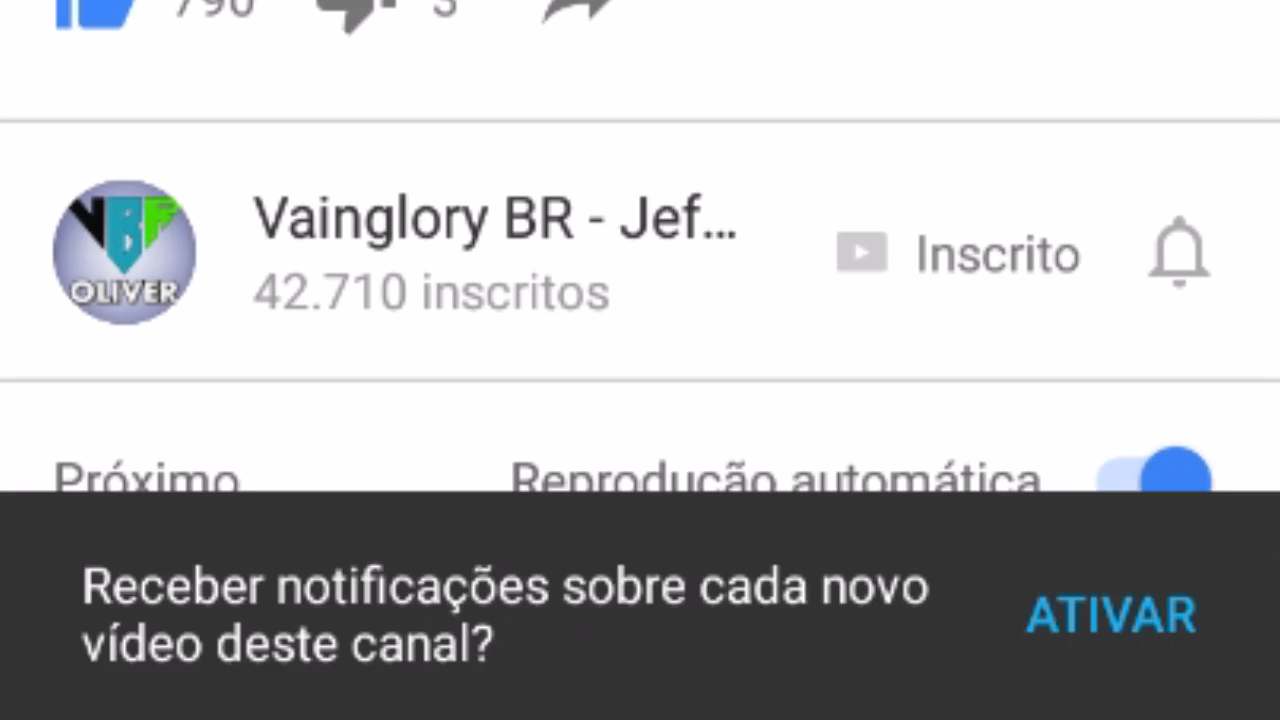 790 3
Vainglory BR - Jef...
42.710 inscritos
Inscrito
VBR
OLIVER
Próximo Reprodução automática
Receber notificações sobre cada novo
vídeo deste canal?
ATIVAR